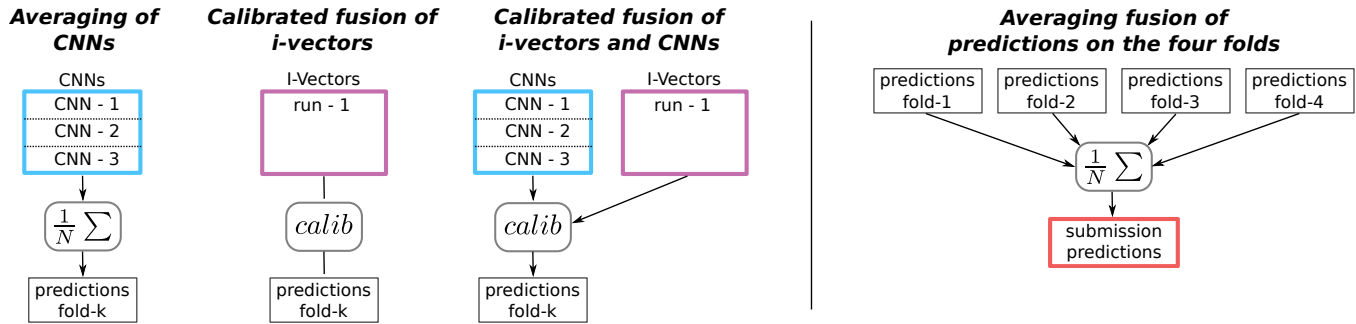 Averaging of
CNNs
CNNs
CNN - 1
CNN - 2
CNN - 3
1/N ∑
predictions
fold-k
Calibrated fusion of
i-vectors
I-Vectors
run - 1
calib
predictions
fold-k
Calibrated fusion of
i-vectors and CNNs
CNNs
CNN - 1
CNN - 2
CNN - 3
I-Vectors
run - 1
calib
predictions
fold-k
Averaging fusion of
predictions on the four folds
predictions
fold-1
predictions
fold-2
predictions
fold-3
predictions
fold-4
1/N ∑
submission
predictions